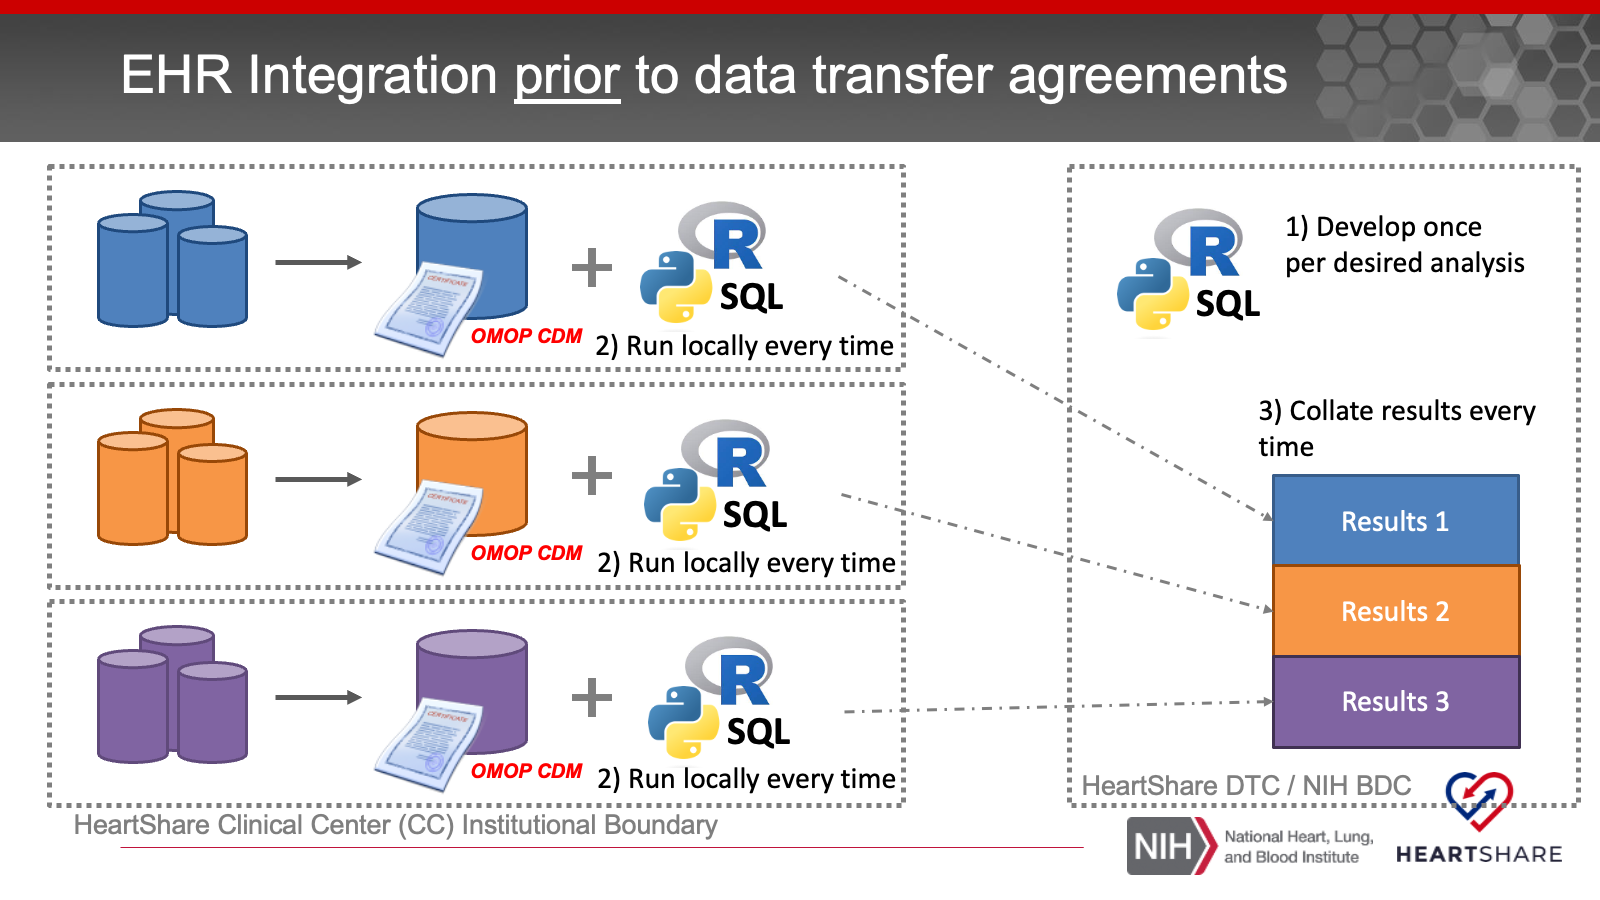 EHR Integration prior to data transfer agreements
CERTIFICATE
OMOP CDM
R
SQL
2) Run locally every time
CERTIFICATE
OMOP CDM
R
SQL
2) Run locally every time
CERTIFICATE
OMOP CDM
R
SQL
2) Run locally every time
HeartShare Clinical Center (CC) Institutional Boundary
R
SQL
1) Develop once
per desired analysis
3) Collate results every
time
Results 1
Results 2
Results 3
HeartShare DTC / NIH BDC
NIH
National Heart, Lung,
and Blood Institute
HEARTSHARE